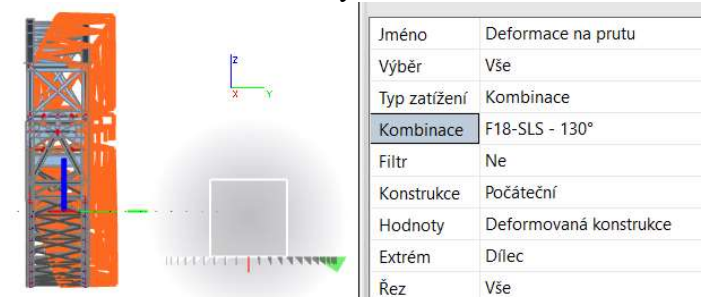 Z
X Y
Jméno Deformace na prutu
Výběr Vše
Typ zatížení Kombinace
Kombinace F18-SLS - 130°
Filtr Ne
Konstrukce Počáteční
Hodnoty Deformovaná konstrukce
Extrém Dílec
Řez Vše